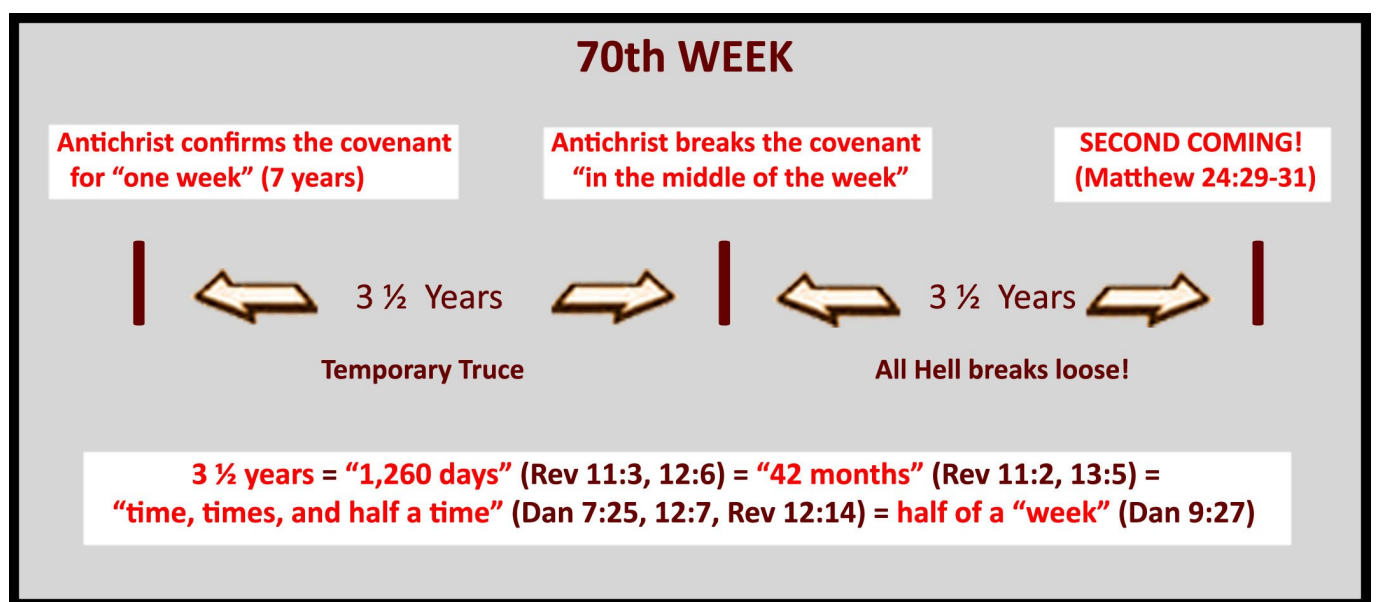 70th WEEK
Antichrist confirms the covenant
for “one week” (7 years)
Antichrist breaks the covenant
“in the middle of the week”
SECOND COMING!
(Matthew 24:29-31)
3 ½ Years
3 ½ Years
Temporary Truce
All Hell breaks loose!
3 ½ years = “1,260 days” (Rev 11:3, 12:6) = “42 months” (Rev 11:2, 13:5) =
“time, times, and half a time” (Dan 7:25, 12:7, Rev 12:14) = half of a “week” (Dan 9:27)